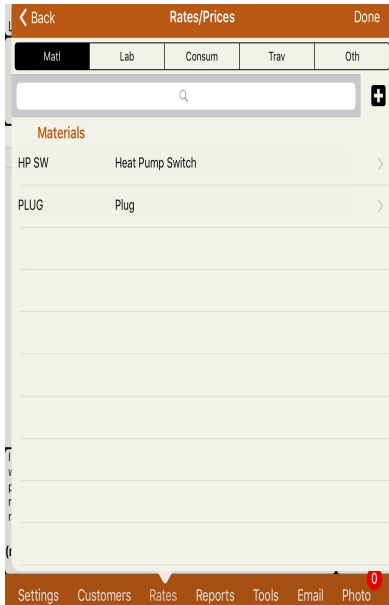 Back Rates/Prices Done
Matl Lab Consum Trav Oth
Materials
HP SW Heat Pump Switch
PLUG Plug
0
Settings Customers Rates Reports Tools Email Photo